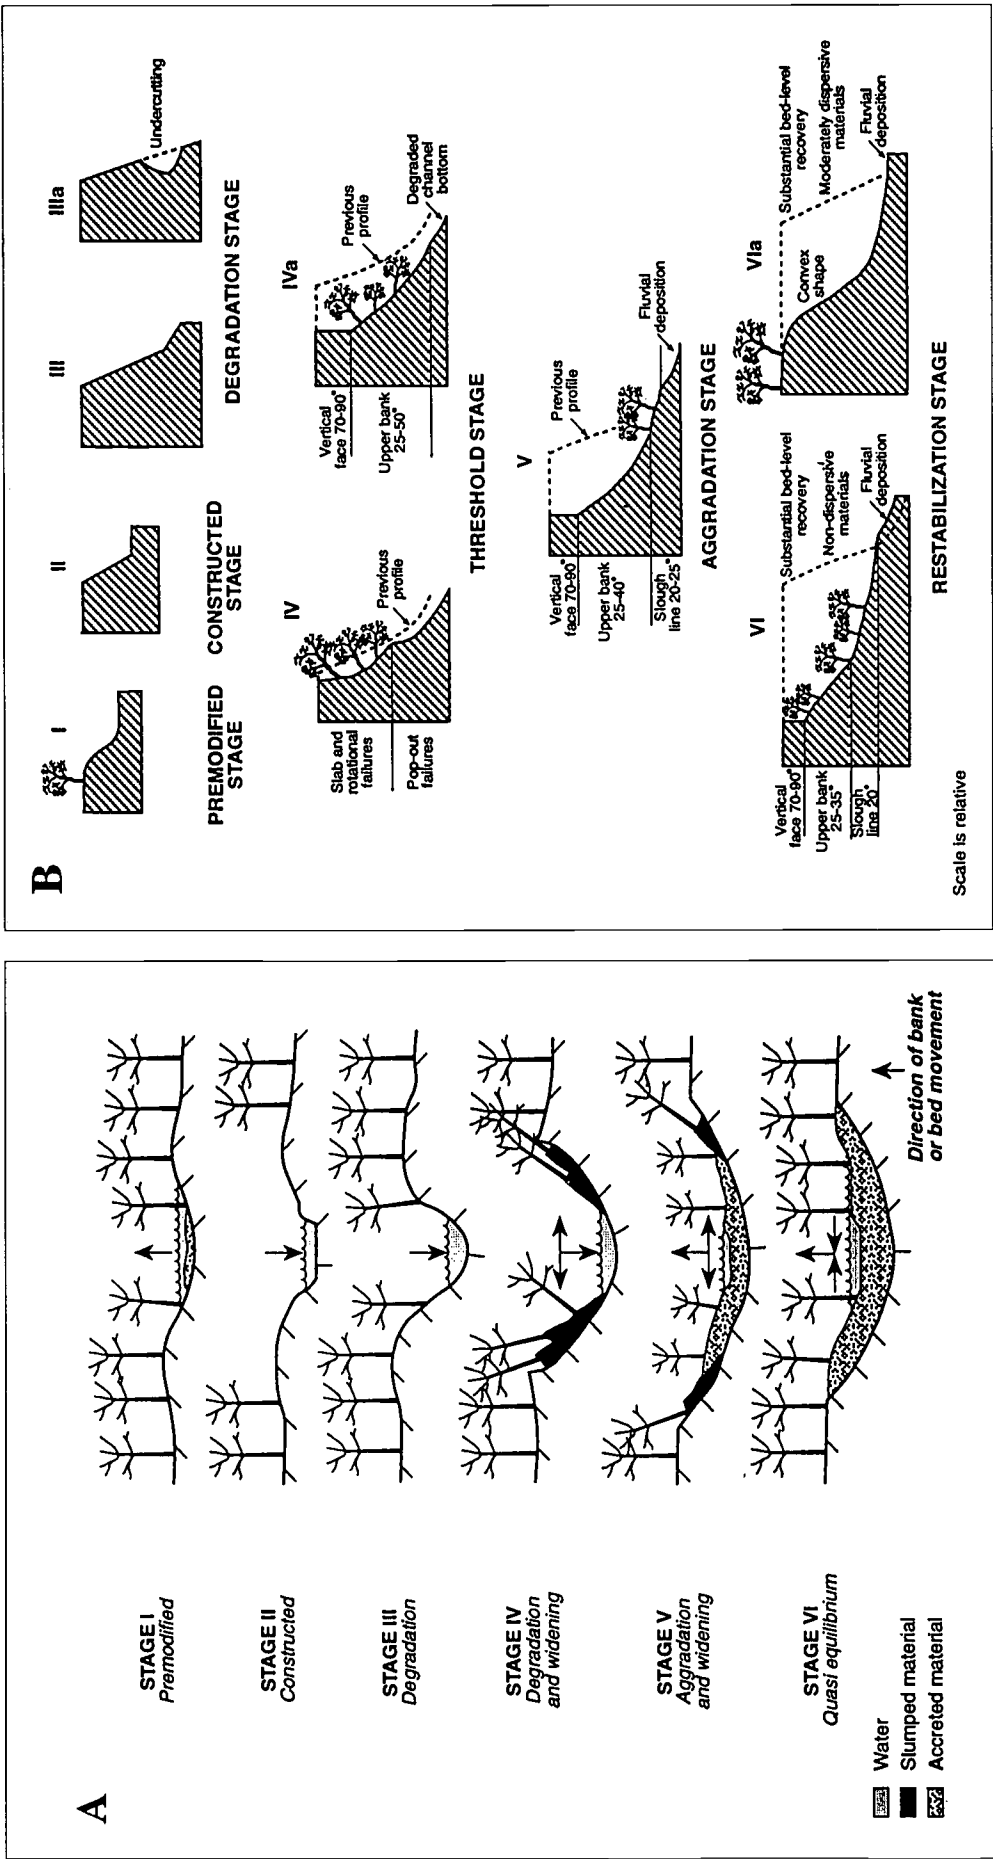 A
STAGE I
Premodified
STAGE II
Constructed
STAGE III
Degradation
STAGE IV
Degradation
and widening
STAGE V
Aggradation
and widening
STAGE VI
Quasi equilibrium
Water
Slumped material
Accreted material
Direction of bank
or bed movement
B
I
PREMODIFIED
STAGE
II
CONSTRUCTED
STAGE
III
IIIa
Undercutting
DEGRADATION STAGE
IV
Slab and
rotational
failures
Pop-out
failures
Previous
profile
IVa
Vertical
face 70-90°
Upper bank
25-50°
Previous
profile
Degraded
channel
bottom
THRESHOLD STAGE
V
Vertical
face 70-90°
Upper bank
25-40°
Slough
line 20-25°
Previous
profile
Fluvial
deposition
AGGRADATION STAGE
VI
Vertical
face 70-90°
Upper bank
25-35°
Slough
line 20°
Substantial bed-level
recovery
Non-dispersive
materials
Fluvial
deposition
VIa
Convex
shape
Substantial bed-level
recovery
Moderately dispersive
materials
Fluvial
deposition
RESTABILIZATION STAGE
Scale is relative